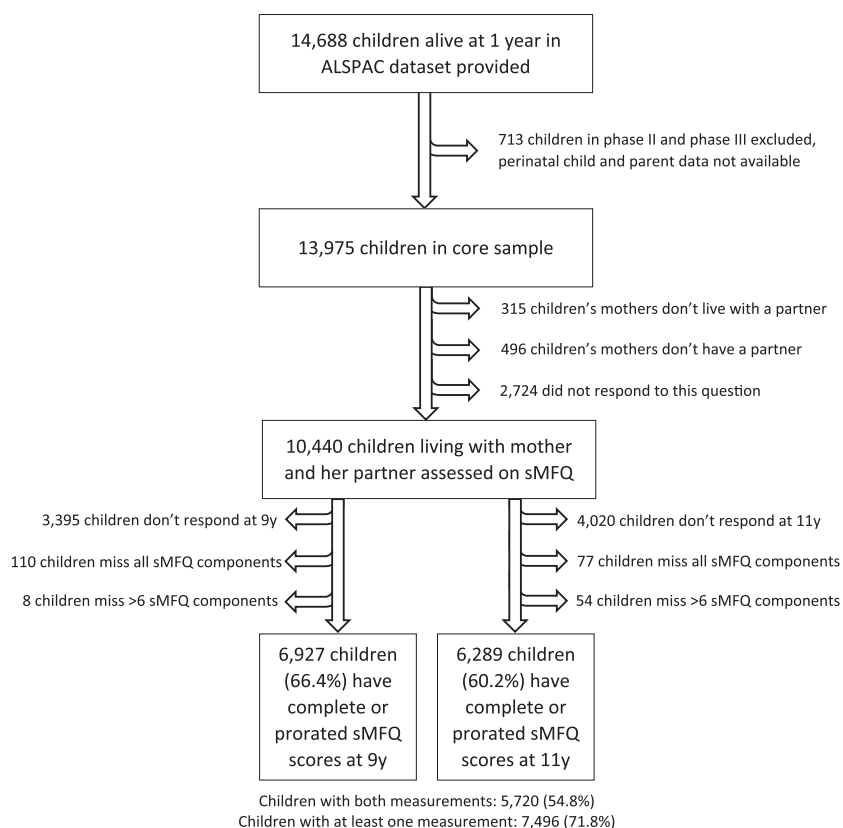 14,688 children alive at 1 year in
ALSPAC dataset provided
713 children in phase II and phase III excluded,
perinatal child and parent data not available
13,975 children in core sample
315 children's mothers don't live with a partner
496 children's mothers don't have a partner
2,724 did not respond to this question
10,440 children living with mother
and her partner assessed on sMFQ
3,395 children don't respond at 9y
110 children miss all sMFQ components
8 children miss >6 sMFQ components
4,020 children don't respond at 11y
77 children miss all sMFQ components
54 children miss >6 sMFQ components
6,927 children
(66.4%) have
complete or
prorated sMFQ
scores at 9y
6,289 children
(60.2%) have
complete or
prorated sMFQ
scores at 11y
Children with both measurements: 5,720 (54.8%)
Children with at least one measurement: 7,496 (71.8%)